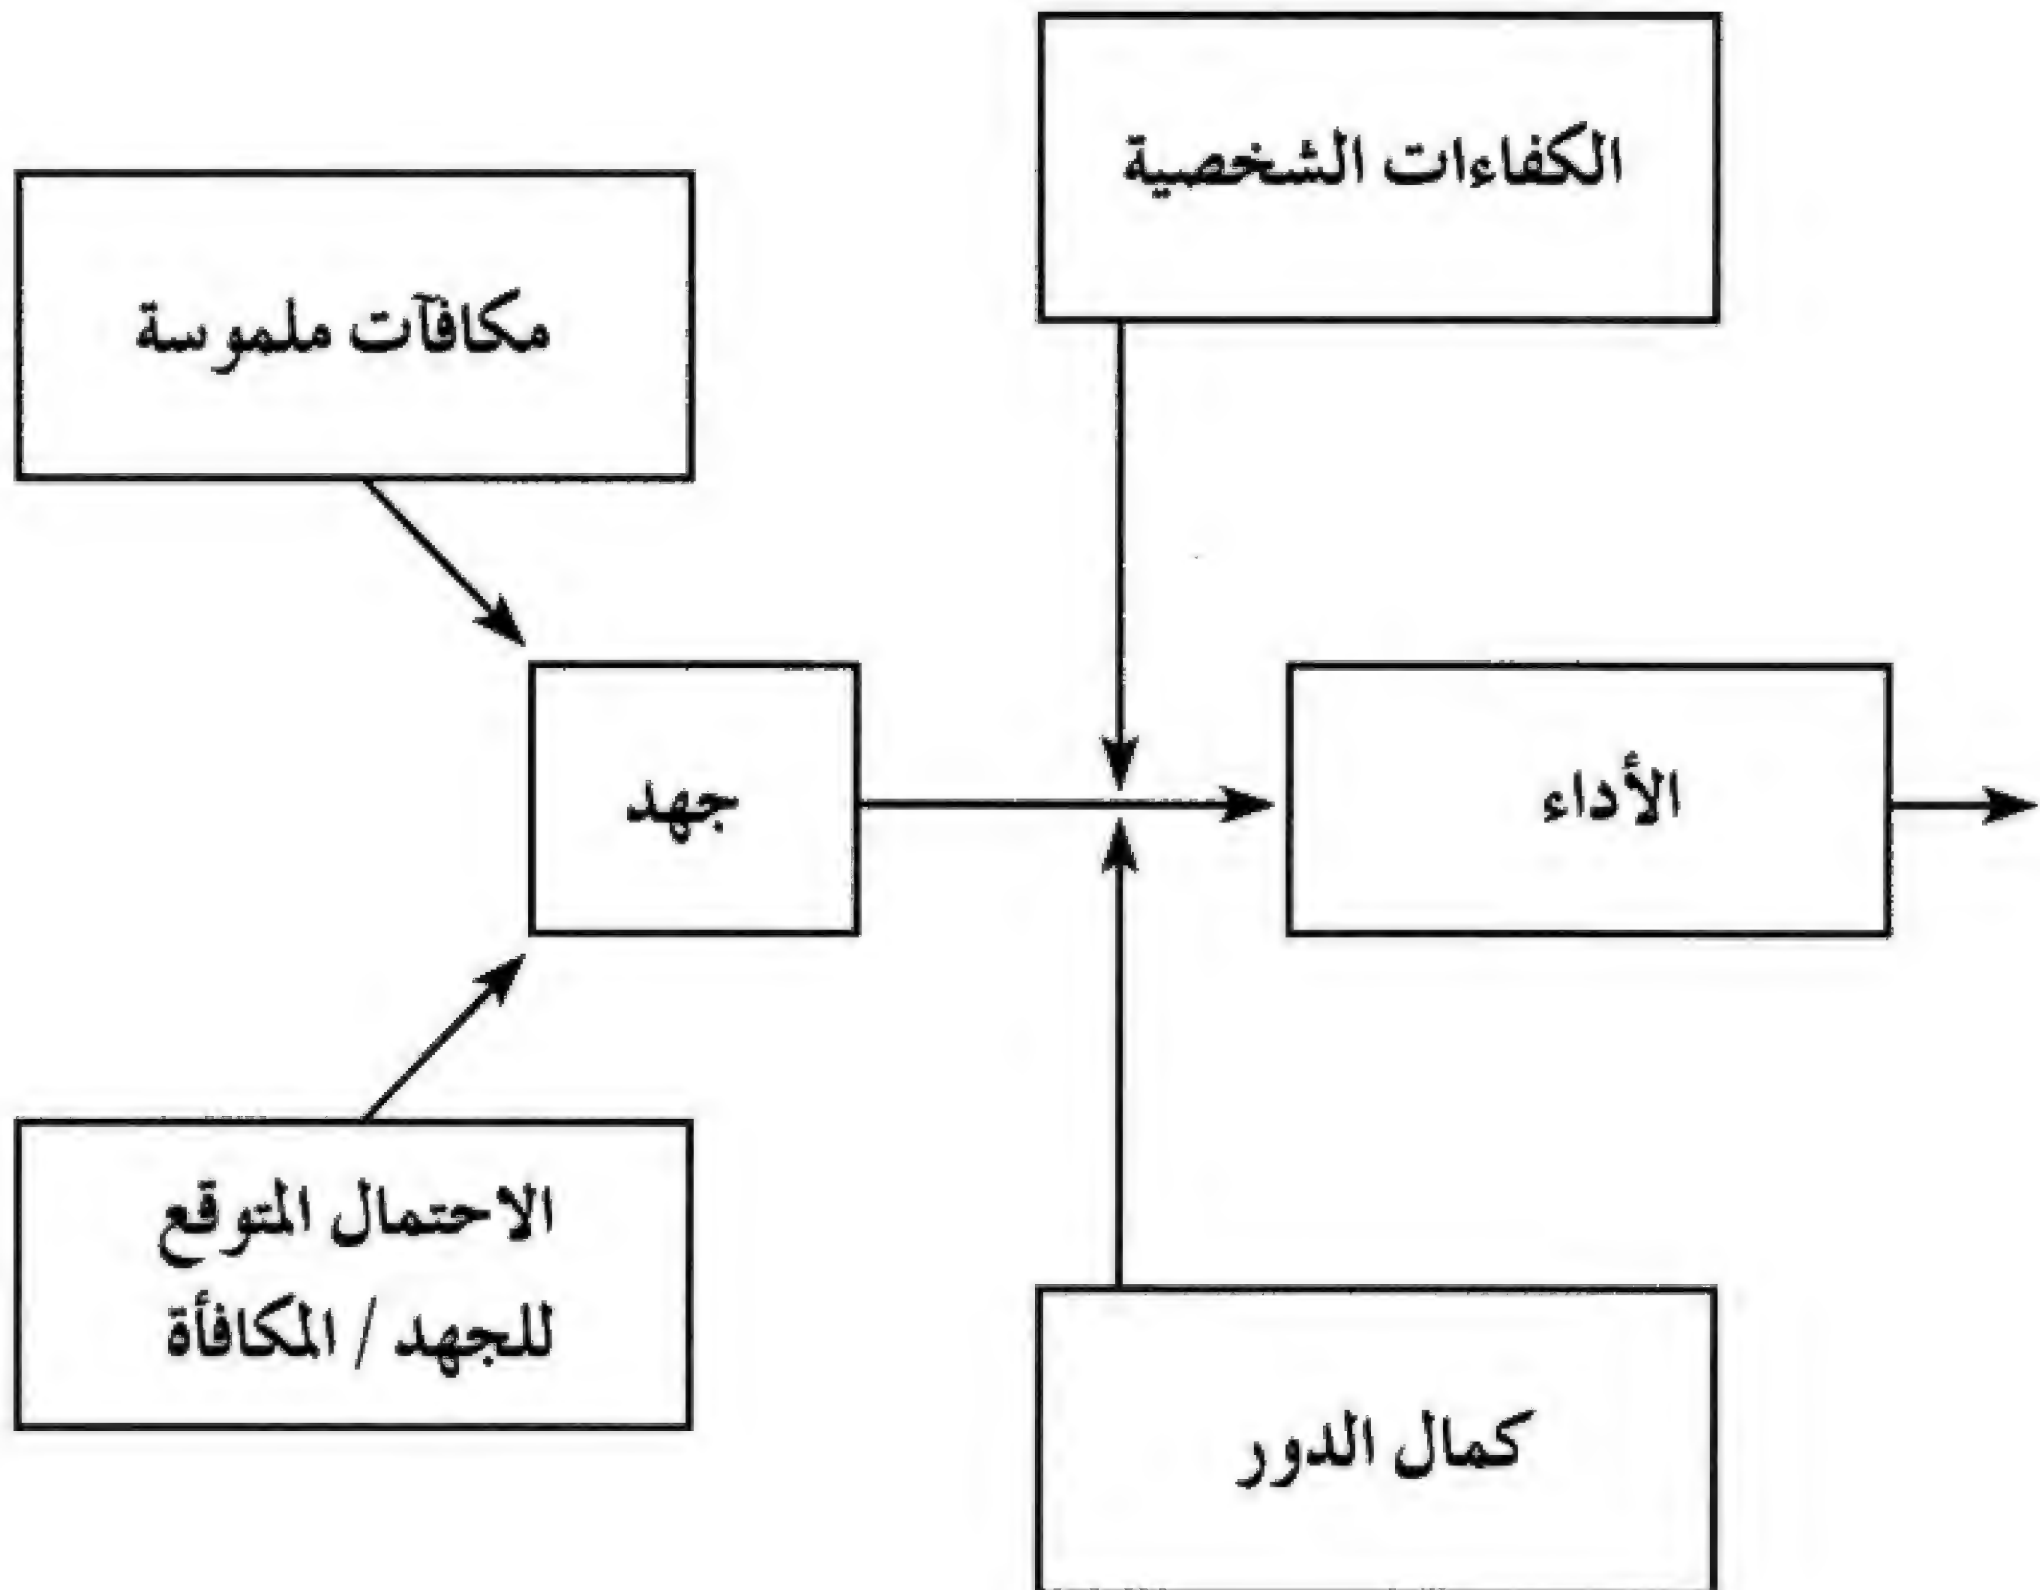 الكفاءات الشخصية
مكافآت ملموسة
جهد
الأداء
الاحتمال المتوقع
للجهد / المكافأة
كمال الدور